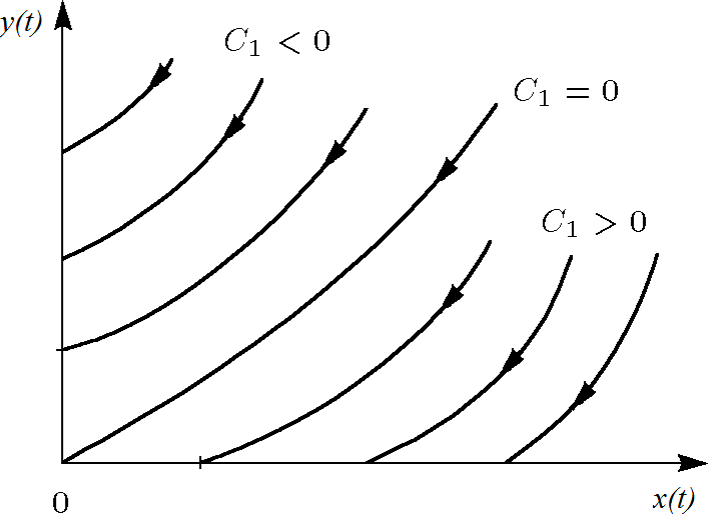 y(t)
C₁ < 0
C₁ = 0
C₁ > 0
0
x(t)